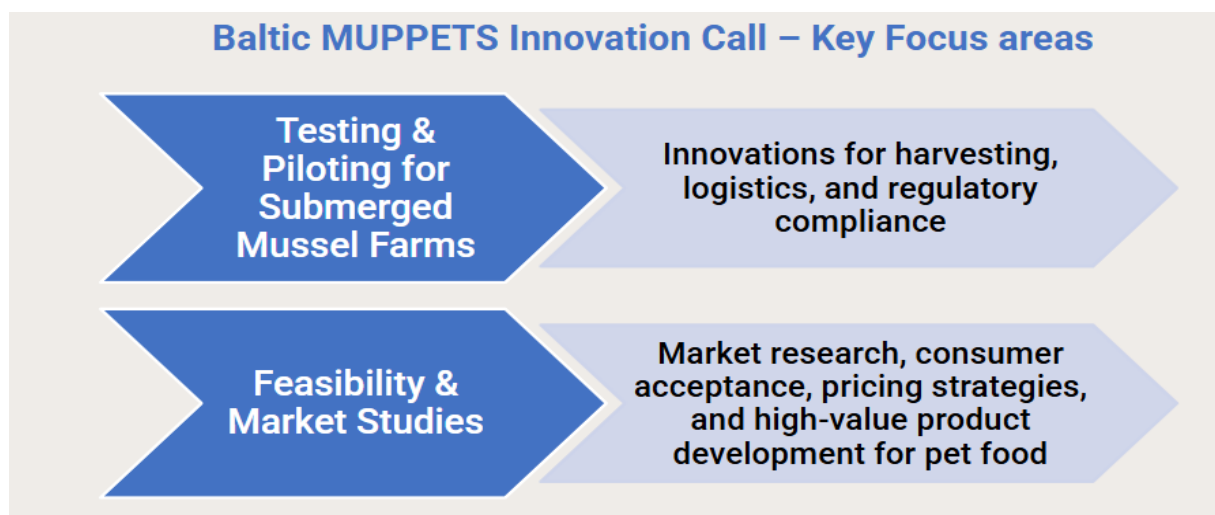 Baltic MUPPETS Innovation Call – Key Focus areas
Testing &
Piloting for
Submerged
Mussel Farms
Innovations for harvesting,
logistics, and regulatory
compliance
Feasibility &
Market Studies
Market research, consumer
acceptance, pricing strategies,
and high-value product
development for pet food